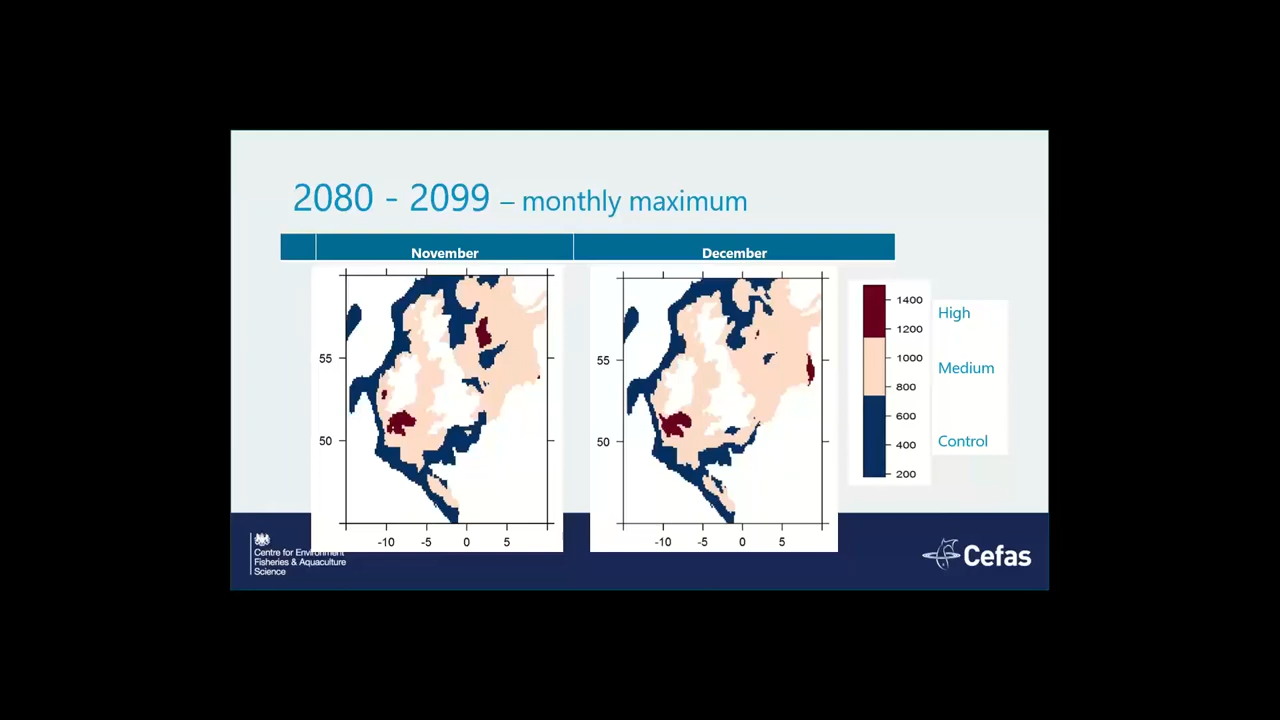 2080 - 2099 – monthly maximum
November
December
55
50
-10 -5 0 5
55
50
-10 -5 0 5
1400
1200
1000
800
600
400
200
High
Medium
Control
Centre for Environment
Fisheries & Aquaculture
Science
Cefas